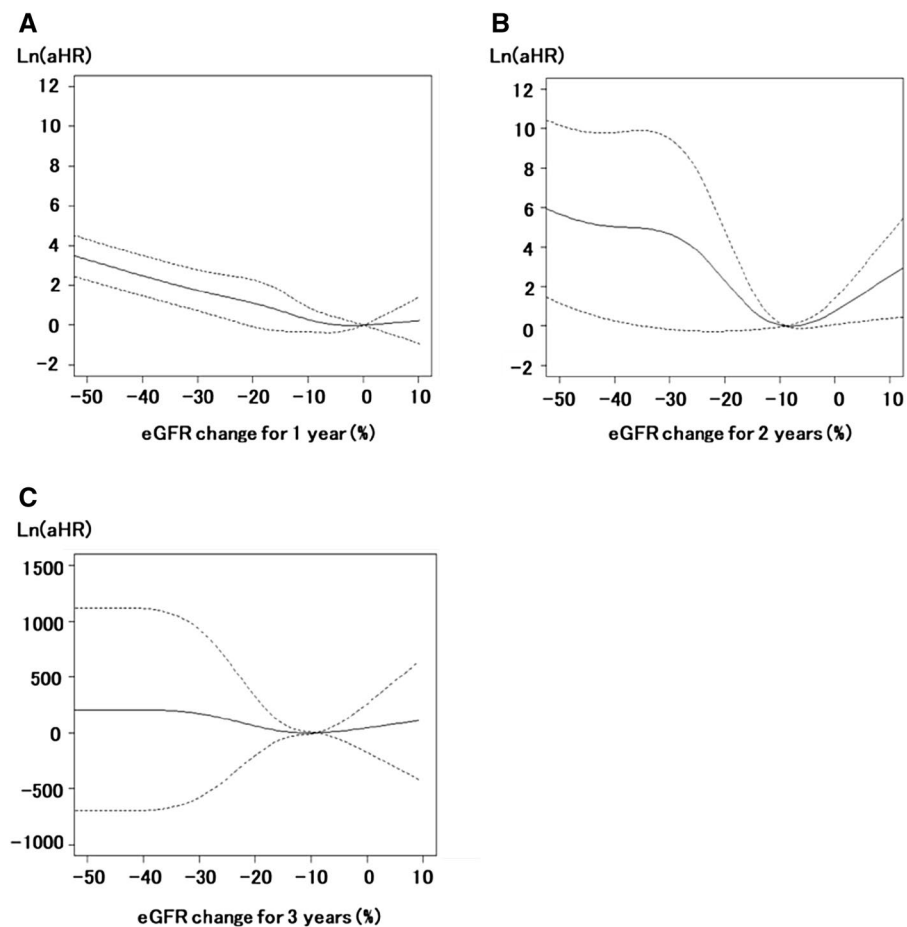 A
Ln(aHR)
12
10
8
6
4
2
0
−2
−50 −40 −30 −20 −10 0 10
eGFR change for 1 year (%)
B
Ln(aHR)
12
10
8
6
4
2
0
−2
−50 −40 −30 −20 −10 0 10
eGFR change for 2 years (%)
C
Ln(aHR)
1500
1000
500
0
−500
−1000
−50 −40 −30 −20 −10 0 10
eGFR change for 3 years (%)